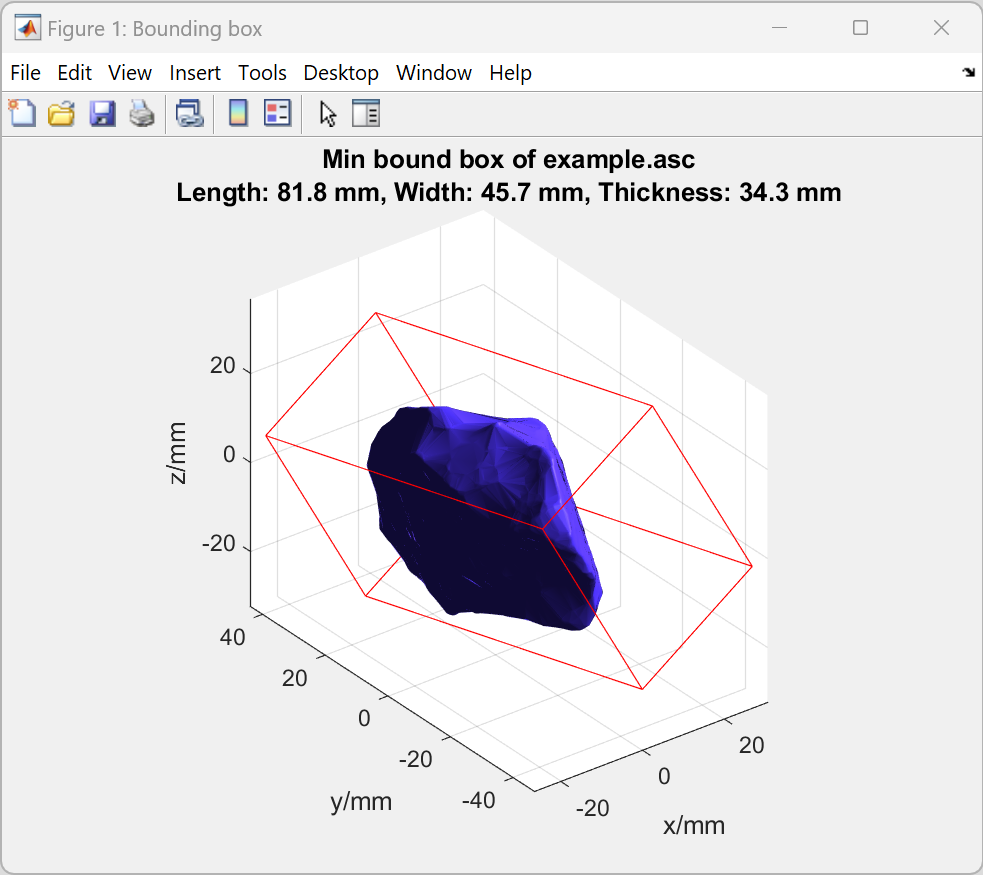 Figure 1: Bounding box
File Edit View Insert Tools Desktop Window Help
Min bound box of example.asc
Length: 81.8 mm, Width: 45.7 mm, Thickness: 34.3 mm
20
0
-20
z/mm
40
20
0
-20
-40
y/mm
-20
0
20
x/mm